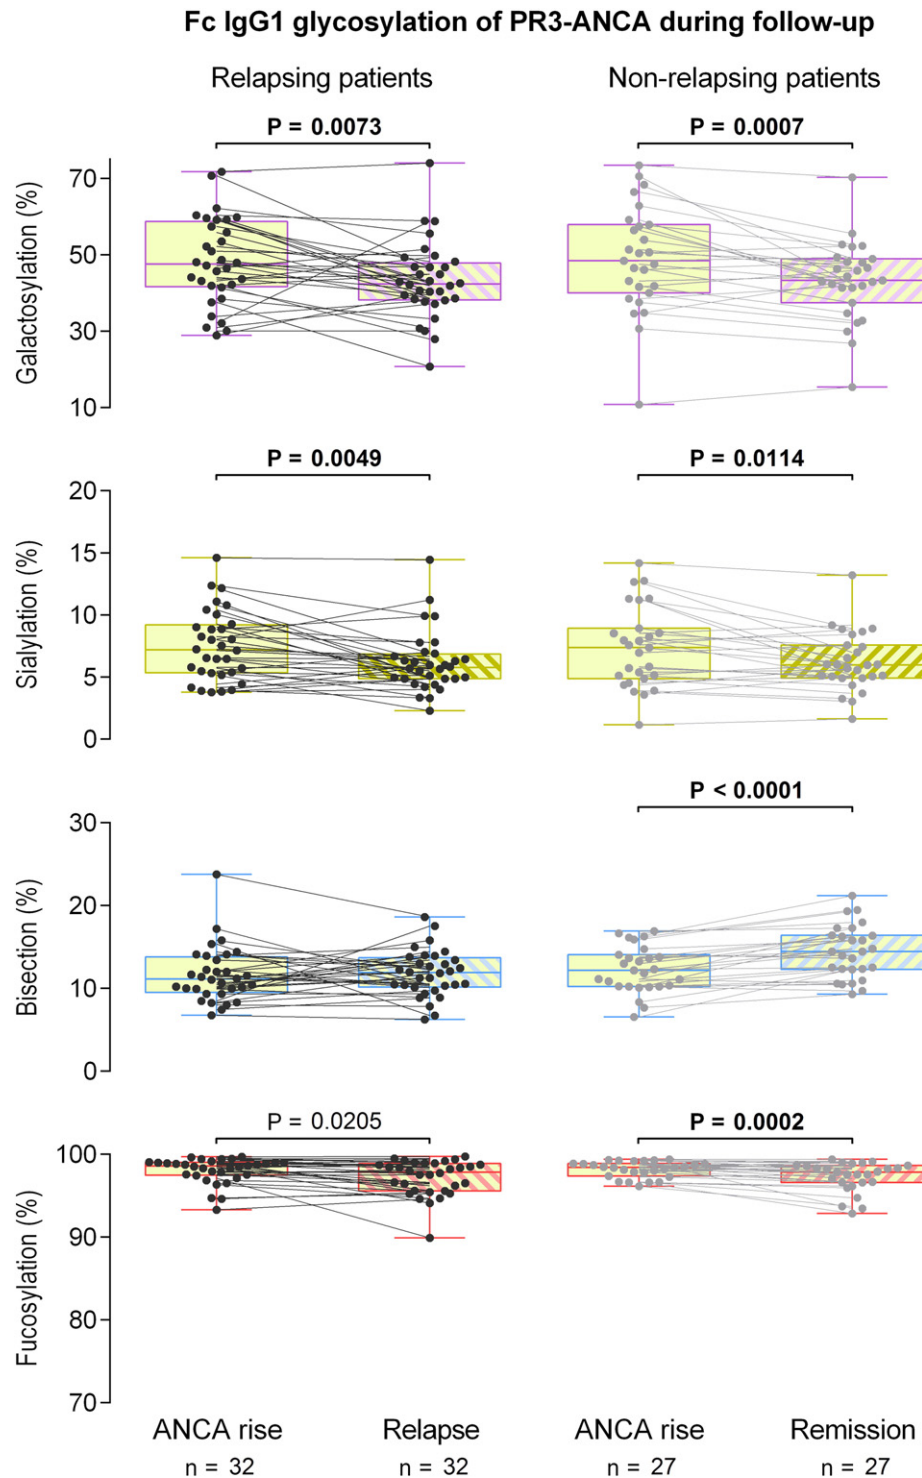 Fc IgG1 glycosylation of PR3-ANCA during follow-up
Relapsing patients
Non-relapsing patients
P = 0.0073
P = 0.0007
Galactosylation (%)
70
50
30
10
P = 0.0049
P = 0.0114
Sialylation (%)
20
15
10
5
0
P < 0.0001
Bisection (%)
30
20
10
0
P = 0.0205
P = 0.0002
Fucosylation (%)
100
90
80
70
ANCA rise
Relapse
ANCA rise
Remission
n = 32
n = 32
n = 27
n = 27